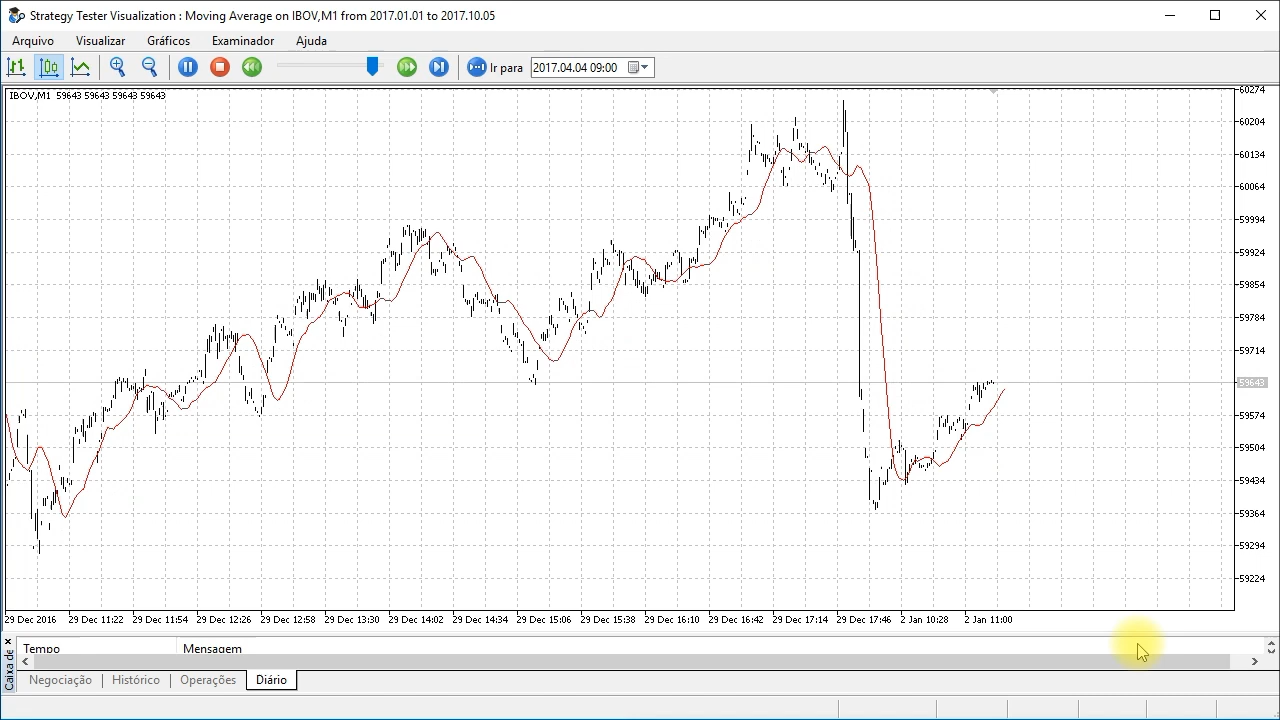 Strategy Tester Visualization : Moving Average on IBOV,M1 from 2017.01.01 to 2017.10.05
Arquivo Visualizar Gráficos Examinador Ajuda
Ir para 2017.04.04 09:00
IBOV,M1 59643 59643 59643 59643
60274
60204
60134
60064
59994
59924
59854
59784
59714
59643
59574
59504
59434
59364
59294
59224
29 Dec 2016 29 Dec 11:22 29 Dec 11:54 29 Dec 12:26 29 Dec 12:58 29 Dec 13:30 29 Dec 14:02 29 Dec 14:34 29 Dec 15:06 29 Dec 15:38 29 Dec 16:10 29 Dec 16:42 29 Dec 17:14 29 Dec 17:46 2 Jan 10:28 2 Jan 11:00
Tempo Mensagem
Caixa de
Negociação Histórico Operações Diário